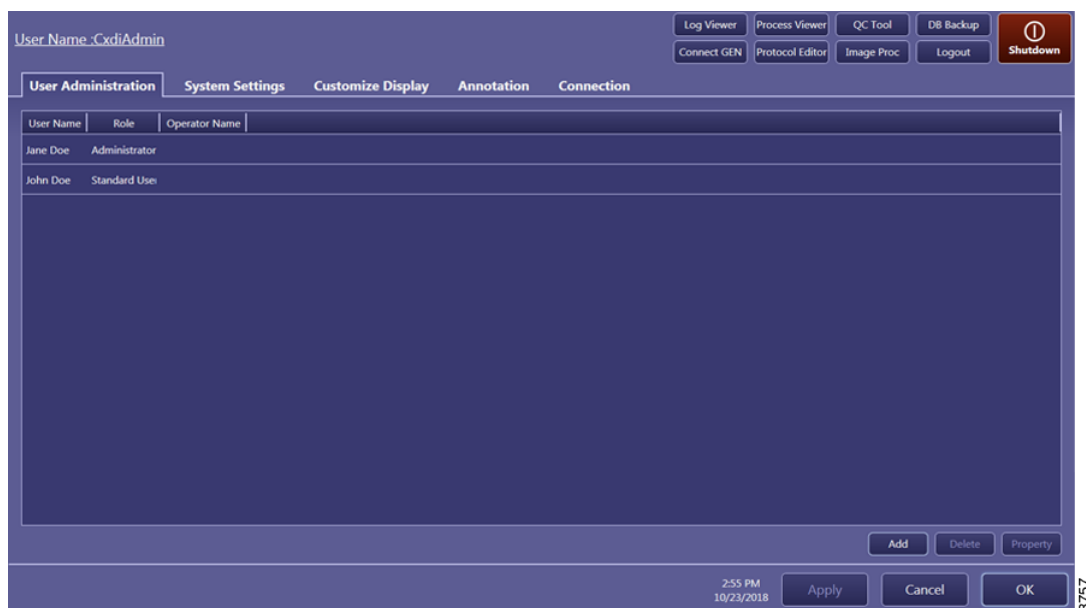 User Name :CxdiAdmin
Log Viewer Process Viewer QC Tool DB Backup
Connect GEN Protocol Editor Image Proc Logout
Shutdown
User Administration System Settings Customize Display Annotation Connection
User Name Role Operator Name
Jane Doe Administrator
John Doe Standard User
Add Delete Property
2:55 PM
10/23/2018
Apply Cancel OK